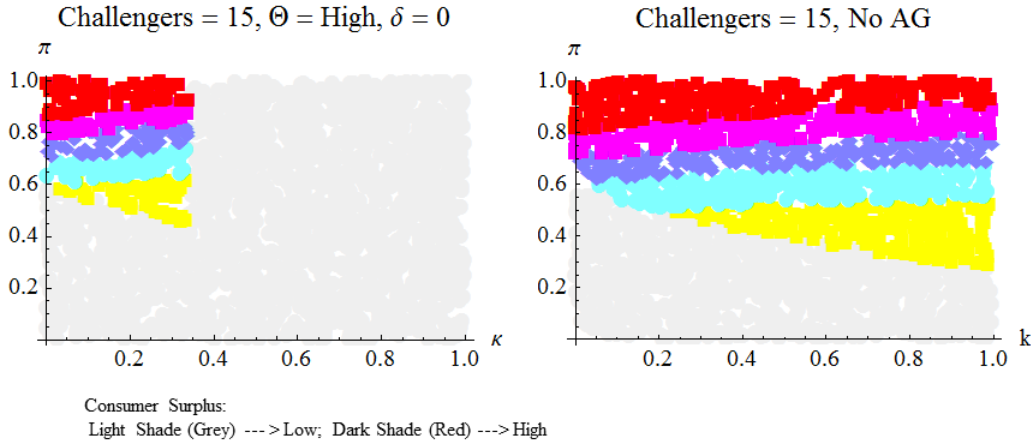 Challengers = 15, Θ = High, δ = 0
π
1.0
0.8
0.6
0.4
0.2
0.2 0.4 0.6 0.8 1.0 κ
Challengers = 15, No AG
π
1.0
0.8
0.6
0.4
0.2
0.2 0.4 0.6 0.8 1.0 k
Consumer Surplus:
Light Shade (Grey) --->Low; Dark Shade (Red) --->High